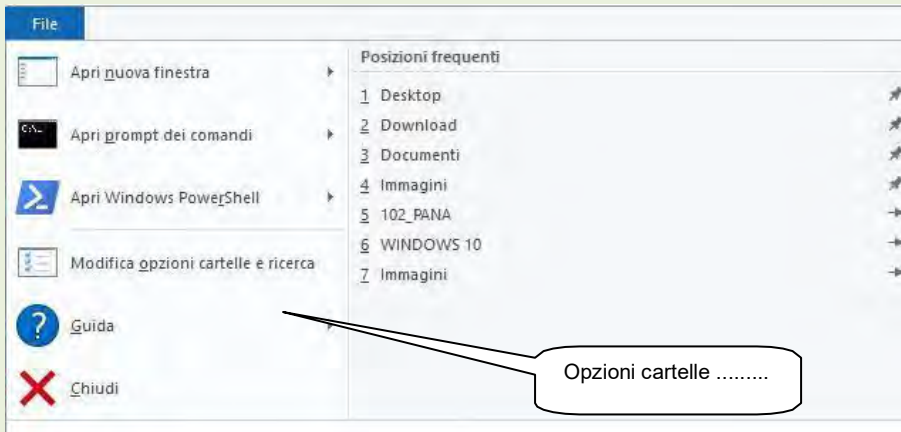 File
Apri nuova finestra
Apri prompt dei comandi
Apri Windows PowerShell
Modifica opzioni cartelle e ricerca
Guida
Chiudi
Posizioni frequenti
1 Desktop
2 Download
3 Documenti
4 Immagini
5 102_PANA
6 WINDOWS 10
7 Immagini
Opzioni cartelle .........